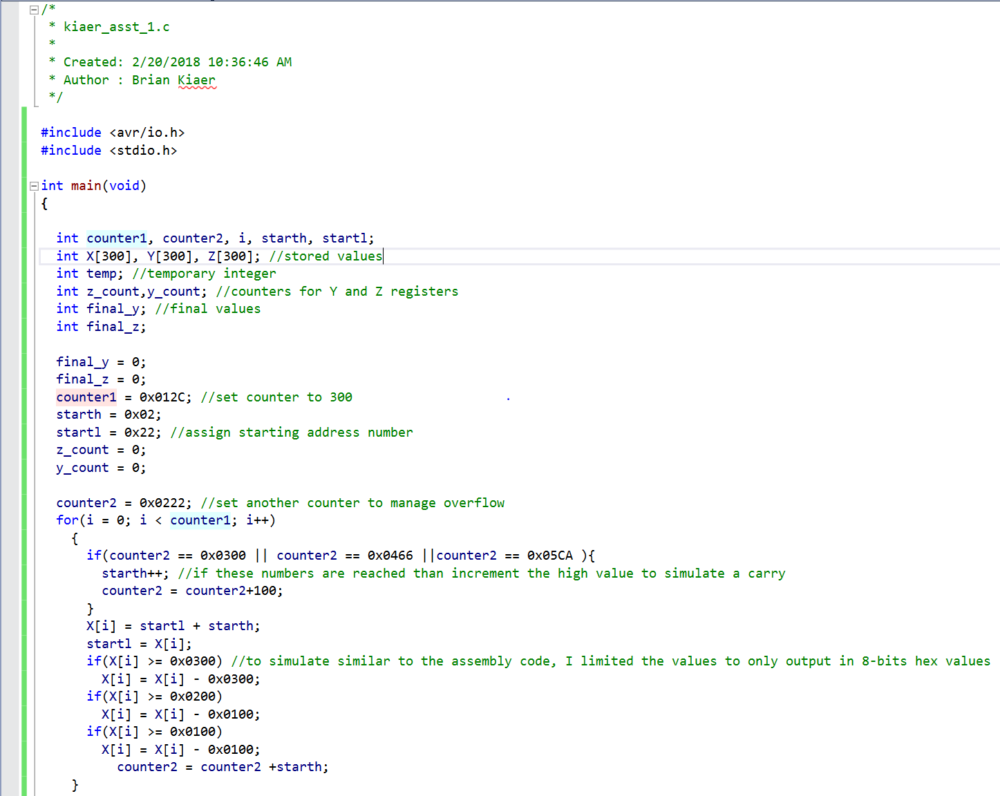 /*
 * kiaer_asst_1.c
 *
 * Created: 2/20/2018 10:36:46 AM
 * Author : Brian Kiaer
 */

#include <avr/io.h>
#include <stdio.h>

int main(void)
{

  int counter1, counter2, i, starth, startl;
  int X[300], Y[300], Z[300]; //stored values
  int temp; //temporary integer
  int z_count,y_count; //counters for Y and Z registers
  int final_y; //final values
  int final_z;

  final_y = 0;
  final_z = 0;
  counter1 = 0x012C; //set counter to 300
  starth = 0x02;
  startl = 0x22; //assign starting address number
  z_count = 0;
  y_count = 0;

  counter2 = 0x0222; //set another counter to manage overflow
  for(i = 0; i < counter1; i++)
    {
      if(counter2 == 0x0300 || counter2 == 0x0466 ||counter2 == 0x05CA ){
        starth++; //if these numbers are reached than increment the high value to simulate a carry
        counter2 = counter2+100;
      }
      X[i] = startl + starth;
      startl = X[i];
      if(X[i] >= 0x0300) //to simulate similar to the assembly code, I limited the values to only output in 8-bits hex values
        X[i] = X[i] - 0x0300;
      if(X[i] >= 0x0200)
        X[i] = X[i] - 0x0100;
      if(X[i] >= 0x0100)
        X[i] = X[i] - 0x0100;
          counter2 = counter2 +starth;
    }